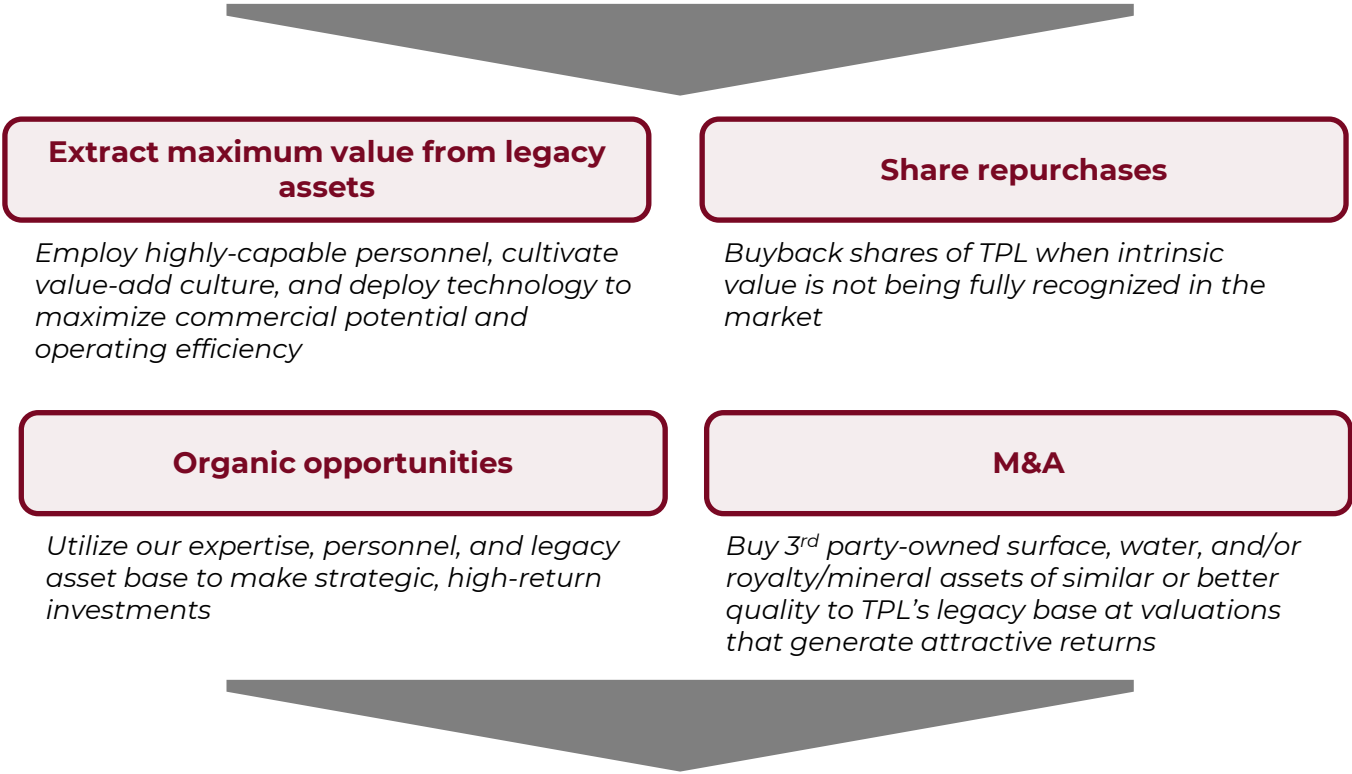 Extract maximum value from legacy
assets
Employ highly-capable personnel, cultivate
value-add culture, and deploy technology to
maximize commercial potential and
operating efficiency
Share repurchases
Buyback shares of TPL when intrinsic
value is not being fully recognized in the
market
Organic opportunities
Utilize our expertise, personnel, and legacy
asset base to make strategic, high-return
investments
M&A
Buy 3rd party-owned surface, water, and/or
royalty/mineral assets of similar or better
quality to TPL’s legacy base at valuations
that generate attractive returns